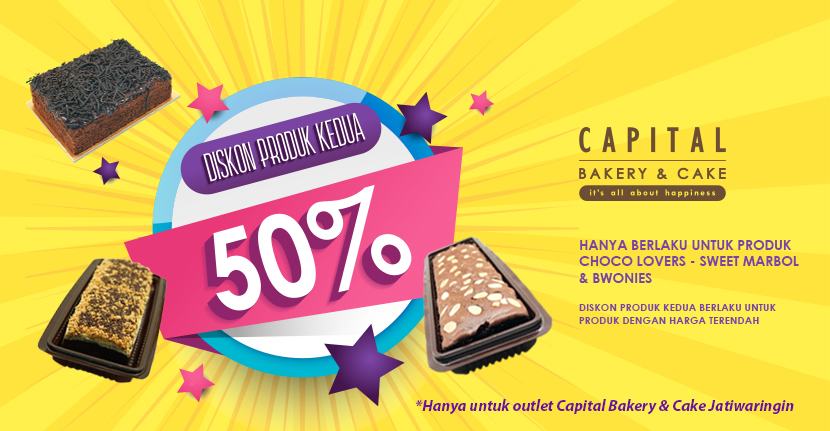 DISKON PRODUK KEDUA
50%
CAPITAL
BAKERY & CAKE
it's all about happiness
HANYA BERLAKU UNTUK PRODUK
CHOCO LOVERS - SWEET MARBOL
& BWONIES
DISKON PRODUK KEDUA BERLAKU UNTUK
PRODUK DENGAN HARGA TERENDAH
*Hanya untuk outlet Capital Bakery & Cake Jatiwaringin